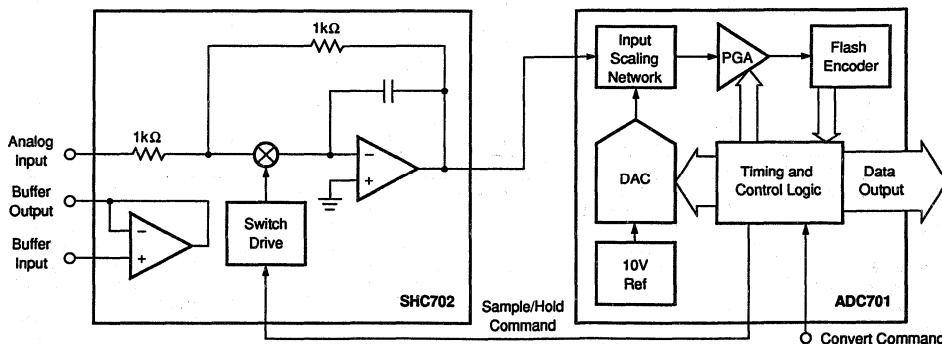 1kΩ
1kΩ
Analog
Input
Buffer
Output
Buffer
Input
-
+
-
+
Switch
Drive
SHC702
Sample/Hold
Command
Input
Scaling
Network
PGA
Flash
Encoder
DAC
Timing and
Control Logic
Data
Output
10V
Ref
ADC701
Convert Command